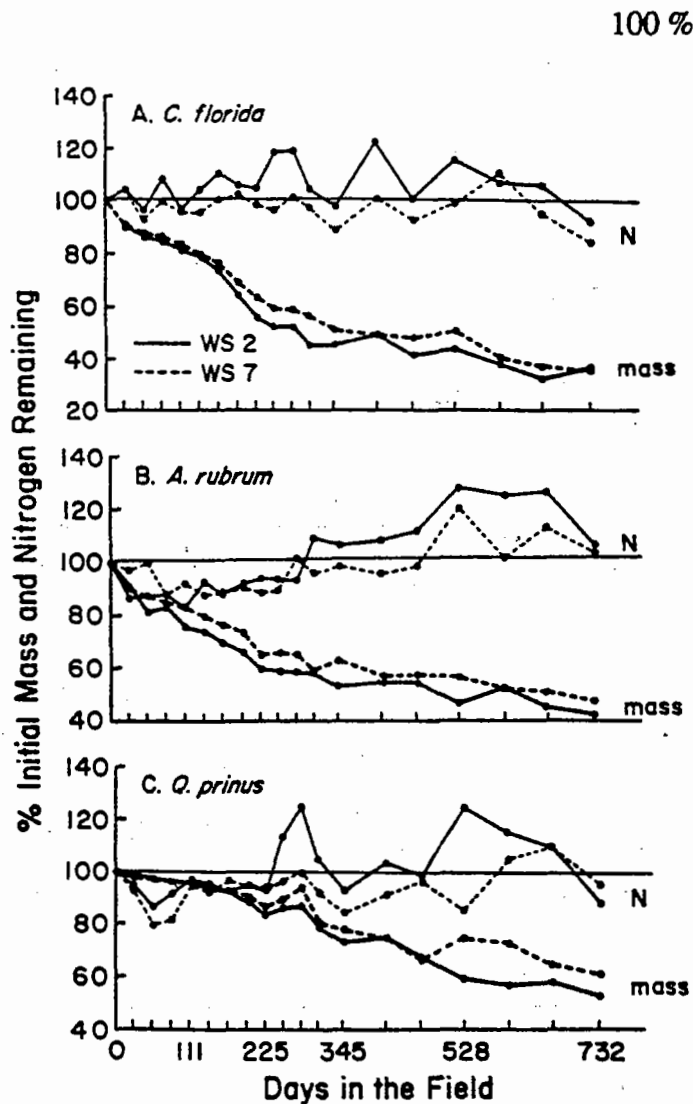 100 %
140
A. C. florida
120
100
N
80
60
WS 2
WS 7
40
mass
20
140
B. A. rubrum
120
N
100
80
60
mass
40
140
C. Q. prinus
120
100
N
80
60
mass
40
0 111 225 345 528 732
Days in the Field
% Initial Mass and Nitrogen Remaining